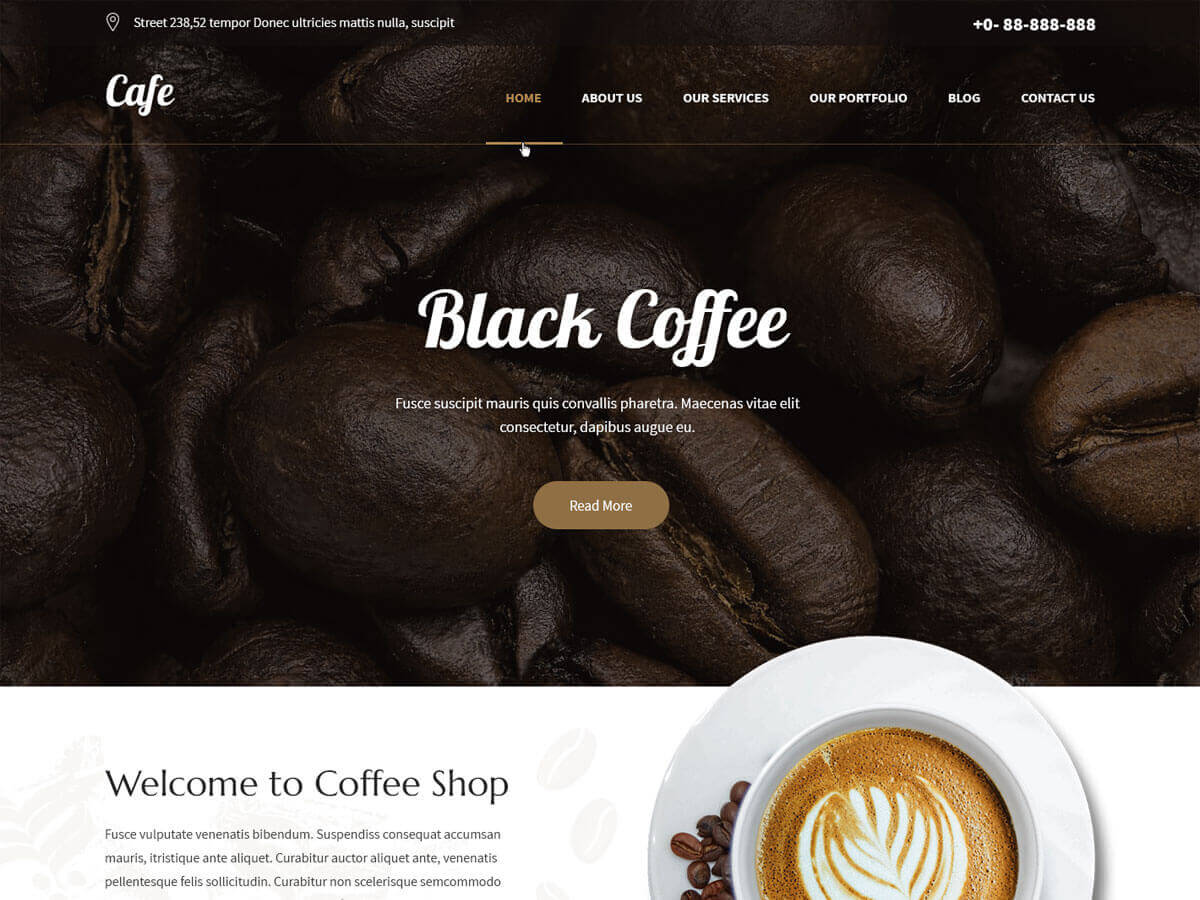 Street 238,52 tempor Donec ultricies mattis nulla, suscipit
+0- 88-888-888
Cafe
HOME
ABOUT US
OUR SERVICES
OUR PORTFOLIO
BLOG
CONTACT US
Black Coffee
Fusce suscipit mauris quis convallis pharetra. Maecenas vitae elit
consectetur, dapibus augue eu.
Read More
Welcome to Coffee Shop
Fusce vulputate venenatis bibendum. Suspendiss consequat accumsan
mauris, itristique ante aliquet. Curabitur auctor aliquet ante, venenatis
pellentesque felis sollicitudin. Curabitur non scelerisque semcommodo